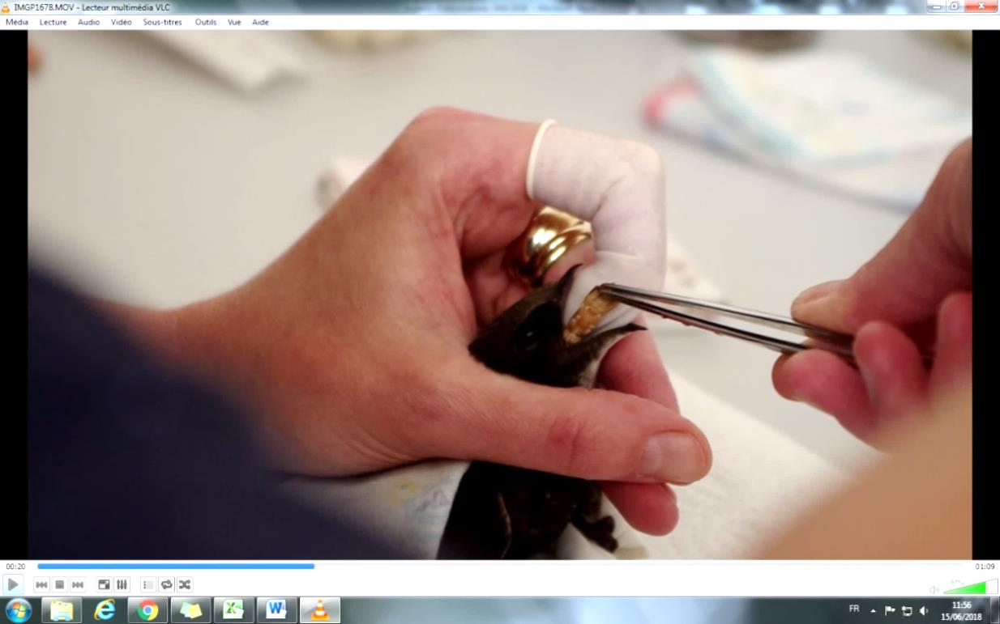 IMGP1678.MOV - Lecteur multimédia VLC
Média Lecture Audio Vidéo Sous-titres Outils Vue Aide
00:20
01:09
FR
11:56
15/06/2018